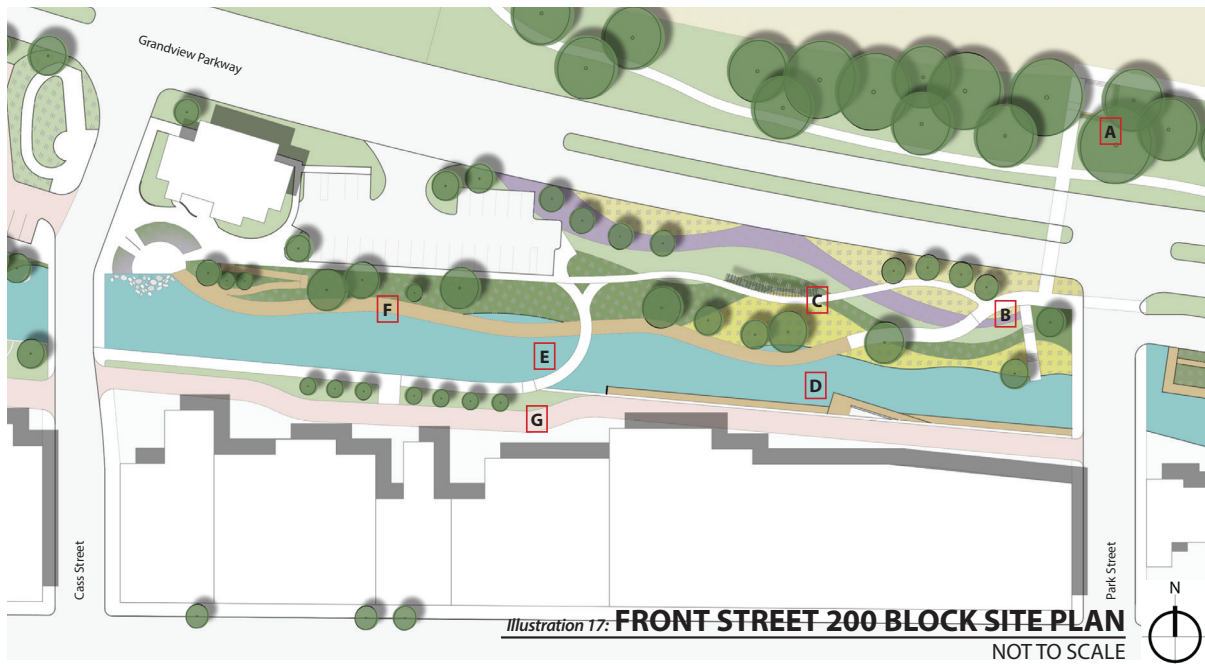 Grandview Parkway
A
C
B
F
E
D
G
Cass Street
Park Street
N
Illustration 17: FRONT STREET 200 BLOCK SITE PLAN
NOT TO SCALE